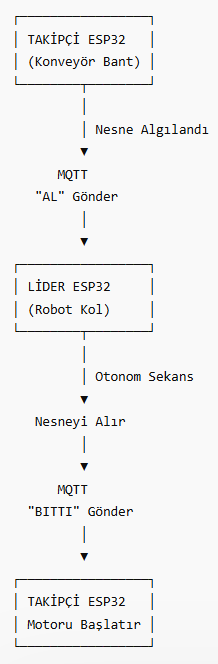 TAKİPÇİ ESP32
(Konveyör Bant)
Nesne Algılandı
MQTT
"AL" Gönder
LİDER ESP32
(Robot Kol)
Otonom Sekans
Nesneyi Alır
MQTT
"BITTI" Gönder
TAKİPÇİ ESP32
Motoru Başlatır